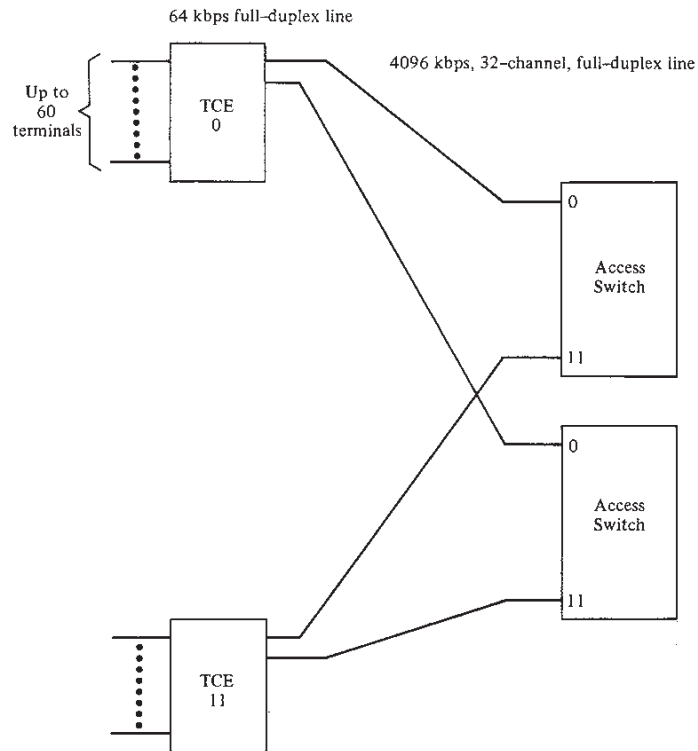 64 kbps full-duplex line
4096 kbps, 32-channel, full-duplex line
Up to
60
terminals
TCE
0
0
Access
Switch
11
0
Access
Switch
11
TCE
11